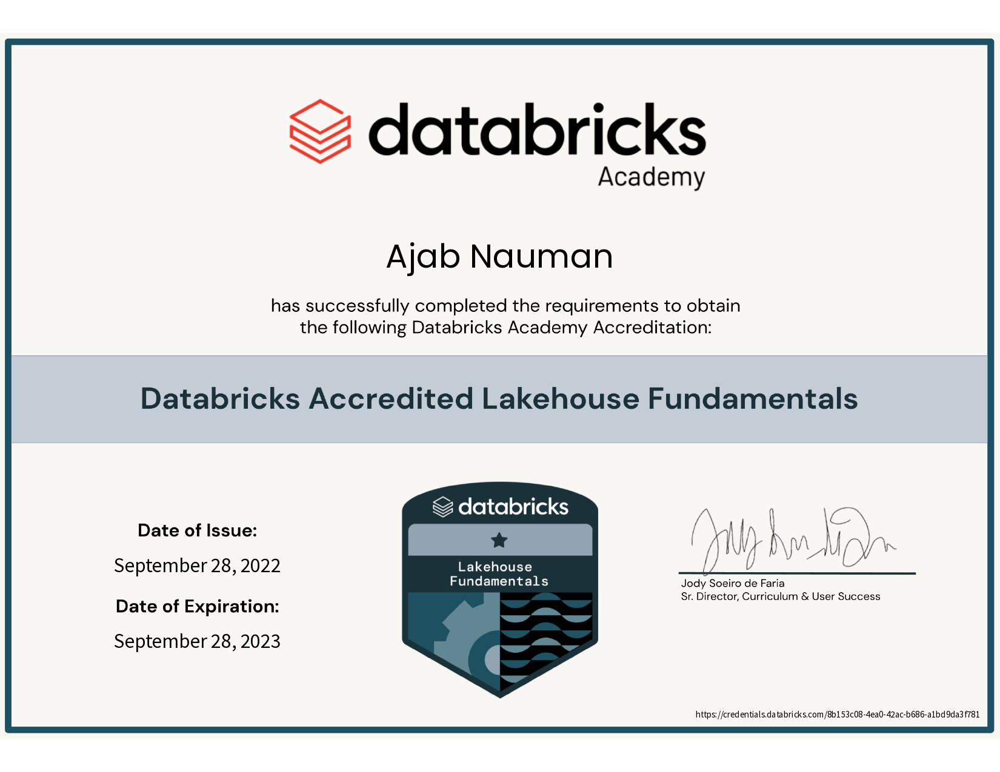 databricks
Academy
Ajab Nauman
has successfully completed the requirements to obtain
the following Databricks Academy Accreditation:
Databricks Accredited Lakehouse Fundamentals
Date of Issue:
September 28, 2022
Date of Expiration:
September 28, 2023
databricks
Lakehouse
Fundamentals
Jody Soeiro de Faria
Sr. Director, Curriculum & User Success
https://credentials.databricks.com/8b153c08-4ea0-42ac-b686-a1bd9da3f781